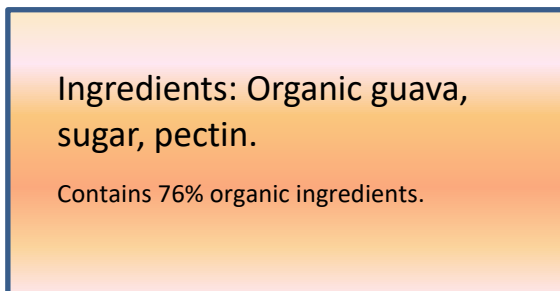 Ingredients: Organic guava,
sugar, pectin.
Contains 76% organic ingredients.